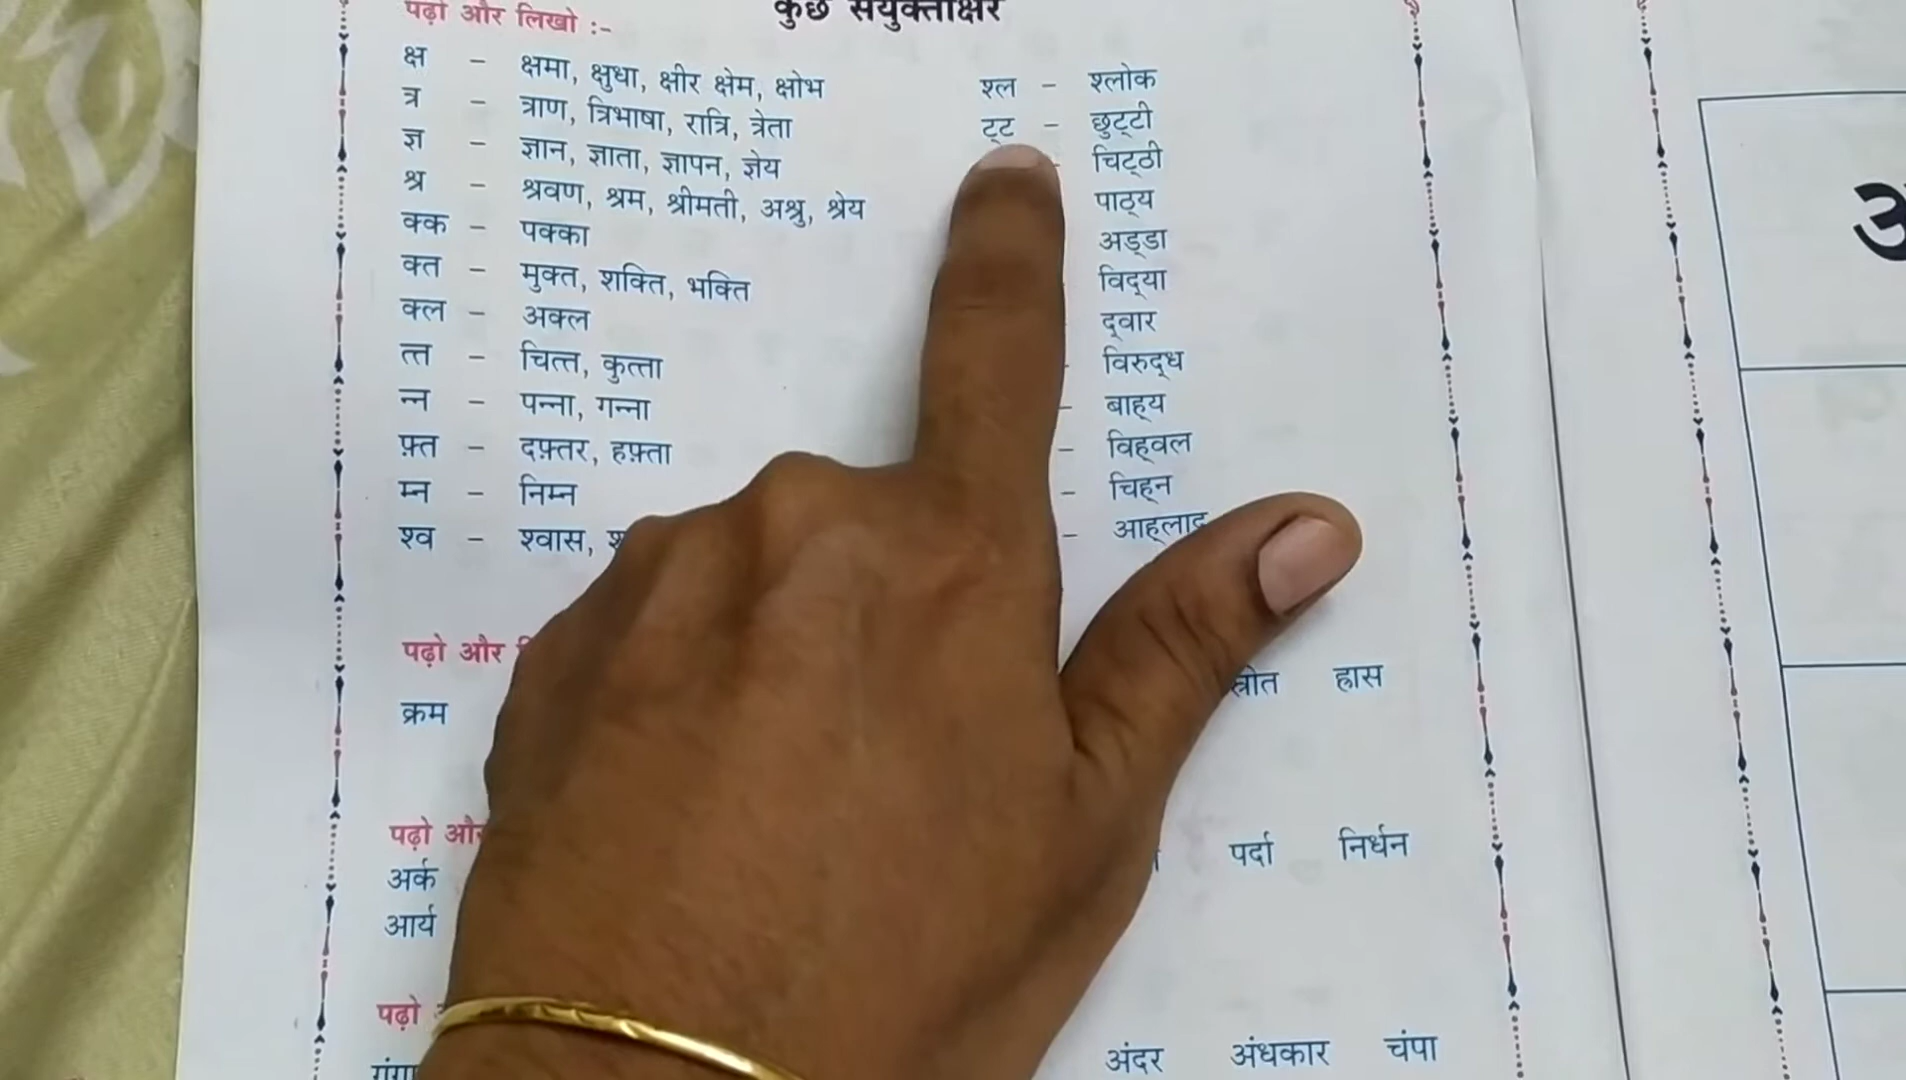 पढ़ो और लिखो :-
कुछ संयुक्ताक्षर
क्ष - क्षमा, क्षुधा, क्षीर क्षेम, क्षोभ
त्र - त्राण, त्रिभाषा, रात्रि, त्रेता
ज्ञ - ज्ञान, ज्ञाता, ज्ञापन, ज्ञेय
श्र - श्रवण, श्रम, श्रीमती, अश्रु, श्रेय
क्क - पक्का
क्त - मुक्त, शक्ति, भक्ति
क्ल - अक्ल
त्त - चित्त, कुत्ता
न्न - पन्ना, गन्ना
फ़्त - दफ़्तर, हफ़्ता
म्न - निम्न
श्व - श्वास,
श्ल - श्लोक
ट्‌ट - छुट्‌टी
- चिट्‌ठी
पाठ्‌य
अड्‌डा
विद्‌या
द्‌वार
- विरुद्‌ध
- बाह्‌य
- विह्‌वल
- चिह्‌न
- आह्‌लाद
पढ़ो और
क्रम स्रोत ह्रास
पढ़ो और
अर्क पर्दा निर्धन
आर्य
पढ़ो
अंदर अंधकार चंपा